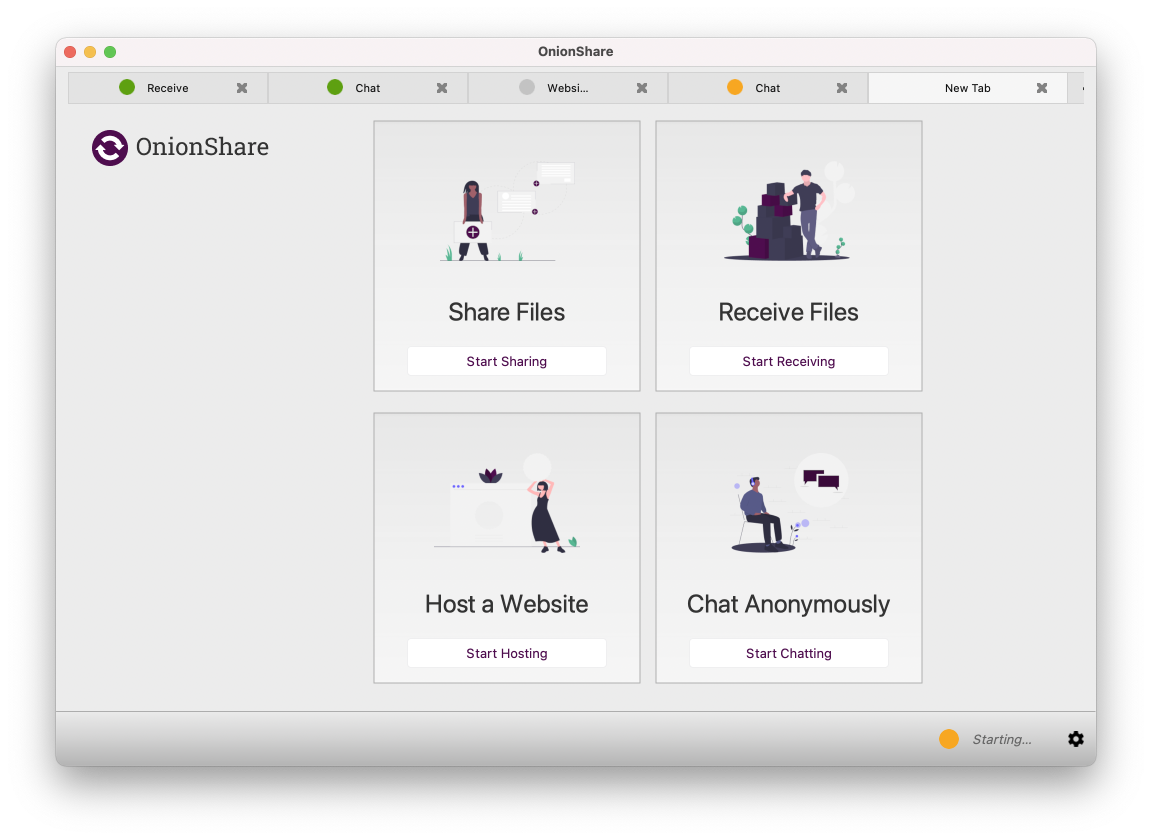 OnionShare
Receive
Chat
Websi...
Chat
New Tab
OnionShare
Share Files
Start Sharing
Receive Files
Start Receiving
Host a Website
Start Hosting
Chat Anonymously
Start Chatting
Starting...